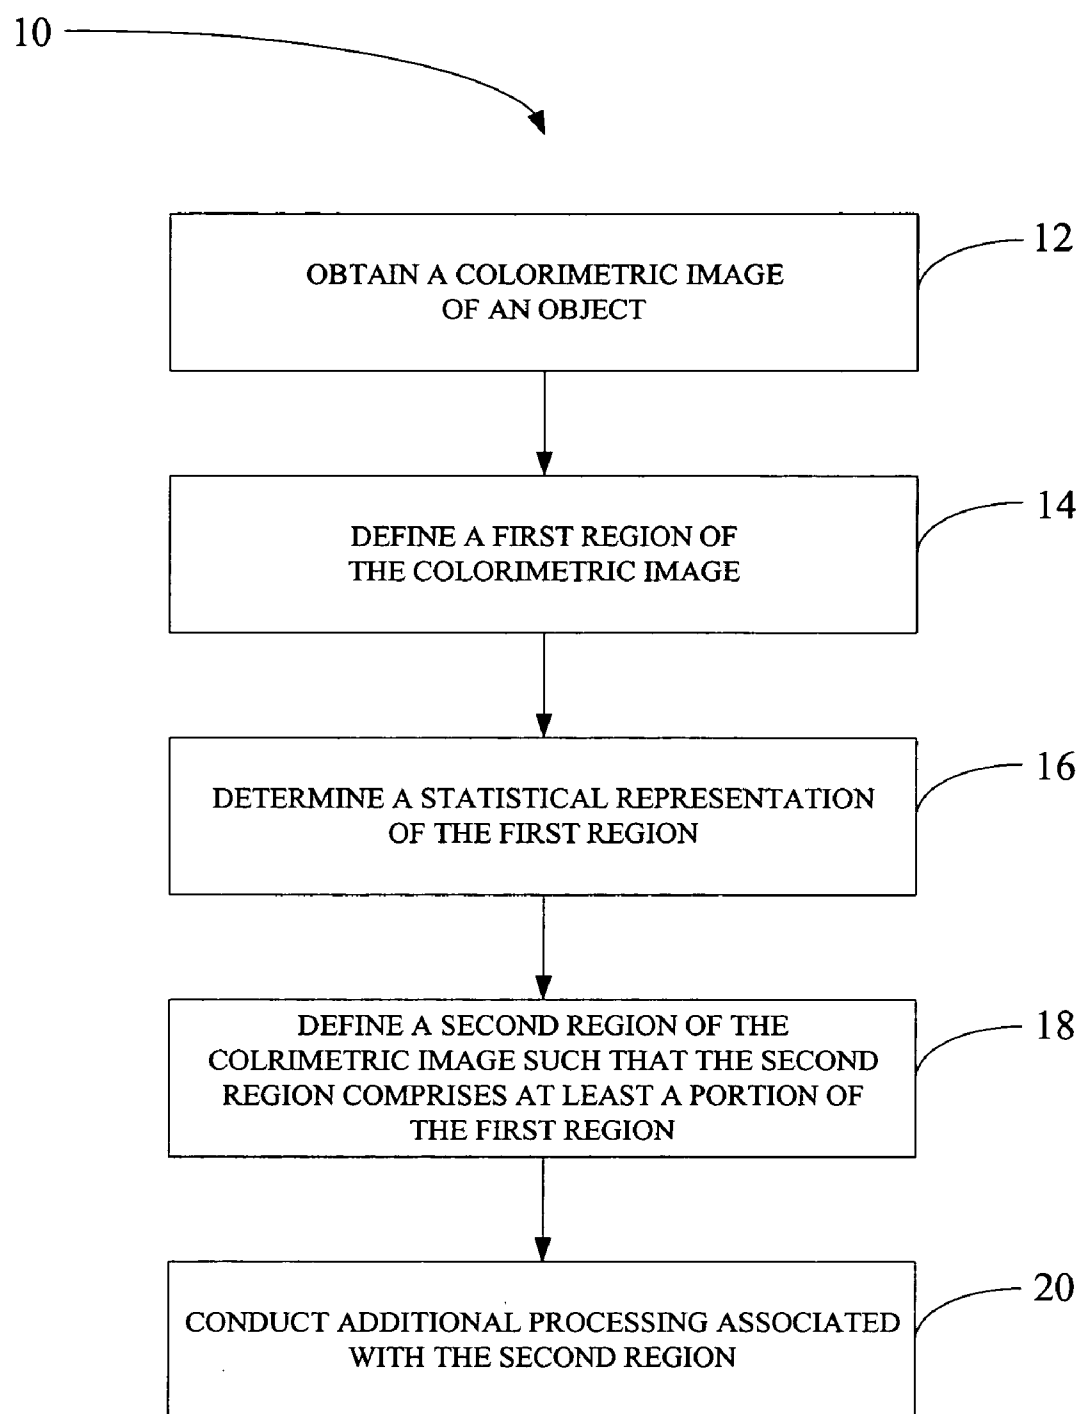 10
12
OBTAIN A COLORIMETRIC IMAGE
OF AN OBJECT
14
DEFINE A FIRST REGION OF
THE COLORIMETRIC IMAGE
16
DETERMINE A STATISTICAL REPRESENTATION
OF THE FIRST REGION
18
DEFINE A SECOND REGION OF THE
COLRIMETRIC IMAGE SUCH THAT THE SECOND
REGION COMPRISES AT LEAST A PORTION OF
THE FIRST REGION
20
CONDUCT ADDITIONAL PROCESSING ASSOCIATED
WITH THE SECOND REGION